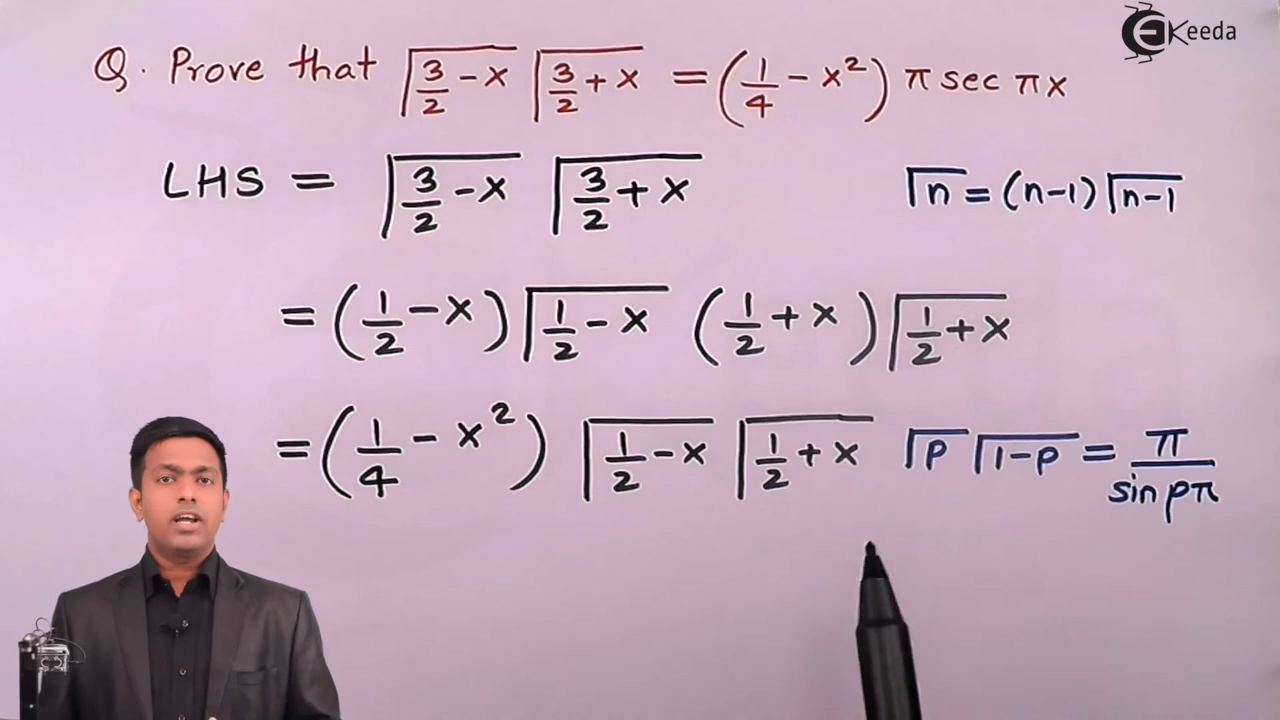 EKeeda
Q. Prove that Γ(3/2 - x) Γ(3/2 + x) = (1/4 - x²) π sec πx
LHS = Γ(3/2 - x) Γ(3/2 + x)
Γn = (n-1) Γ(n-1)
= (1/2 - x) Γ(1/2 - x) (1/2 + x) Γ(1/2 + x)
= (1/4 - x²) Γ(1/2 - x) Γ(1/2 + x)
Γp Γ(1-p) = π/sin pπ